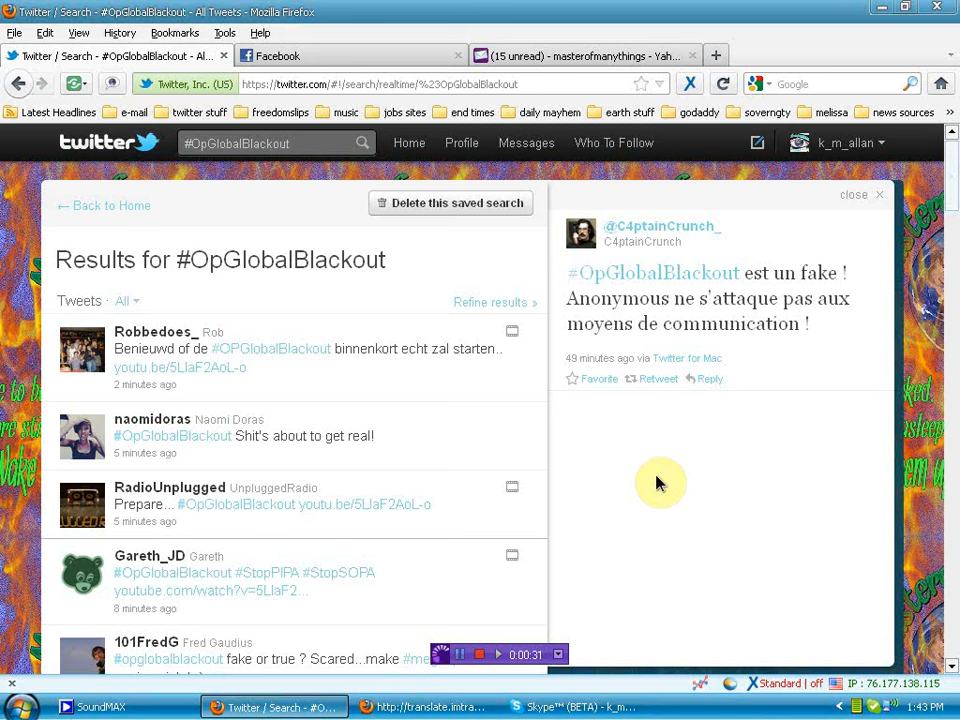 Twitter / Search - #OpGlobalBlackout - All Tweets - Mozilla Firefox
File Edit View History Bookmarks Tools Help
Twitter / Search - #OpGlobalBlackout - Al... × Facebook × (15 unread) - masterofmanythings - Yah... × +
Twitter, Inc. (US) https://twitter.com/#!/search/realtime/%23OpGlobalBlackout Google
Latest Headlines e-mail twitter stuff freedomslips music jobs sites end times daily mayhem earth stuff godaddy soverngty melissa news sources »
twitter #OpGlobalBlackout Home Profile Messages Who To Follow k_m_allan
← Back to Home Delete this saved search
Results for #OpGlobalBlackout
Tweets · All Refine results »
Robbedoes_ Rob
Benieuwd of de #OPGlobalBlackout binnenkort echt zal starten..
youtu.be/5LlaF2AoL-o
2 minutes ago
naomidoras Naomi Doras
#OpGlobalBlackout Shit's about to get real!
5 minutes ago
RadioUnplugged UnpluggedRadio
Prepare... #OpGlobalBlackout youtu.be/5LlaF2AoL-o
5 minutes ago
Gareth_JD Gareth
#OpGlobalBlackout #StopPIPA #StopSOPA
youtube.com/watch?v=5LlaF2...
8 minutes ago
101FredG Fred Gaudius
#opglobalblackout fake or true ? Scared...make #me
close ×
@C4ptainCrunch_
C4ptainCrunch
#OpGlobalBlackout est un fake !
Anonymous ne s'attaque pas aux
moyens de communication !
49 minutes ago via Twitter for Mac
Favorite Retweet Reply
0:00:31
× Standard | off IP : 76.177.138.115
SoundMAX Twitter / Search - #O... http://translate.imtra... Skype™ (BETA) - k_m... 1:43 PM